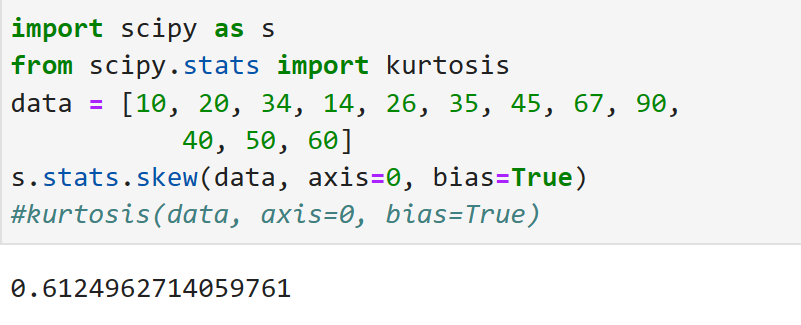 import scipy as s
from scipy.stats import kurtosis
data = [10, 20, 34, 14, 26, 35, 45, 67, 90,
40, 50, 60]
s.stats.skew(data, axis=0, bias=True)
#kurtosis(data, axis=0, bias=True)
0.6124962714059761